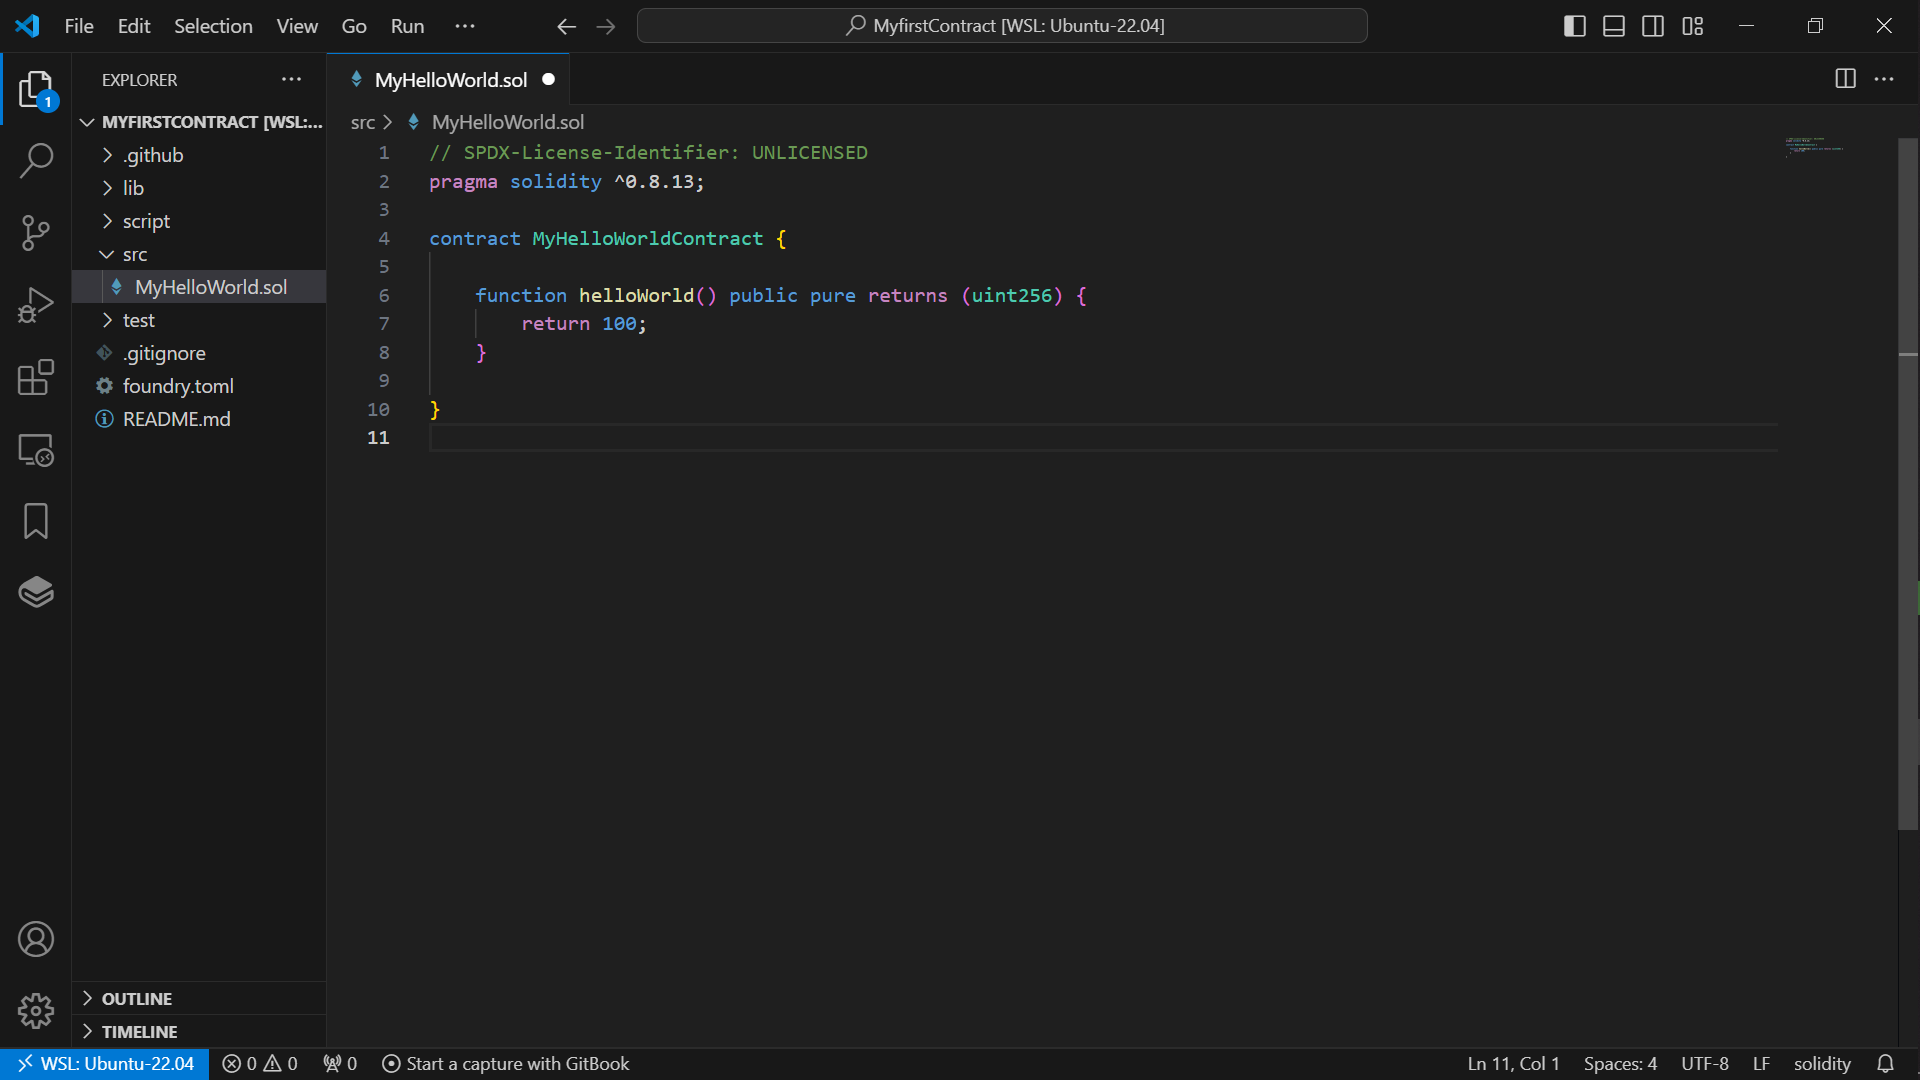 File Edit Selection View Go Run ···
MyfirstContract [WSL: Ubuntu-22.04]
1
EXPLORER ···
MYFIRSTCONTRACT [WSL:...
.github
lib
script
src
MyHelloWorld.sol
test
.gitignore
foundry.toml
README.md
OUTLINE
TIMELINE
MyHelloWorld.sol
src > MyHelloWorld.sol
1 // SPDX-License-Identifier: UNLICENSED
2 pragma solidity ^0.8.13;
3
4 contract MyHelloWorldContract {
5
6     function helloWorld() public pure returns (uint256) {
7         return 100;
8     }
9
10 }
11
WSL: Ubuntu-22.04 0 0 0 Start a capture with GitBook Ln 11, Col 1 Spaces: 4 UTF-8 LF solidity